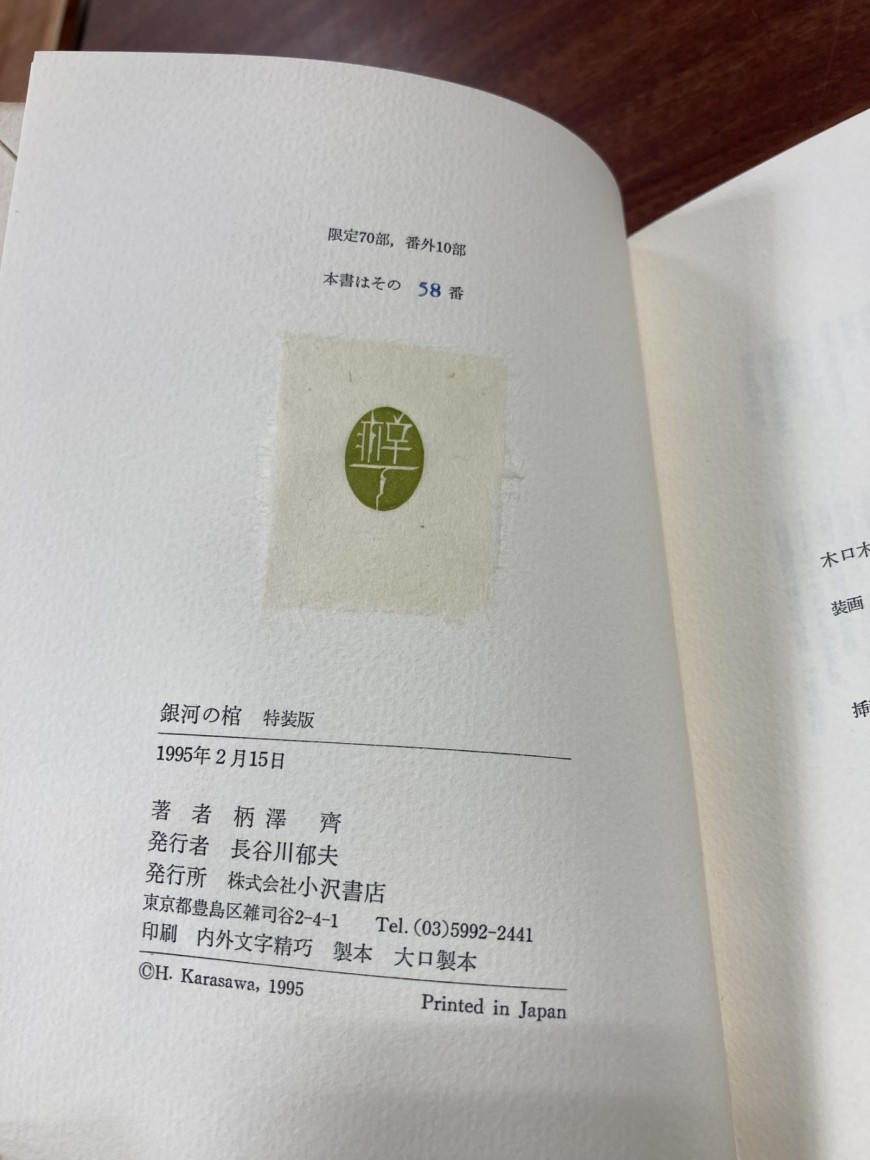 限定70部，番外10部
本書はその 58 番
銀河の棺 特装版
1995年2月15日
著 者 柄 澤 齊
発行者 長谷川郁夫
発行所 株式会社小沢書店
東京都豊島区雑司谷2-4-1 Tel. (03)5992-2441
印刷 内外文字精巧 製本 大口製本
©H. Karasawa, 1995
Printed in Japan
木口木
装画
挿